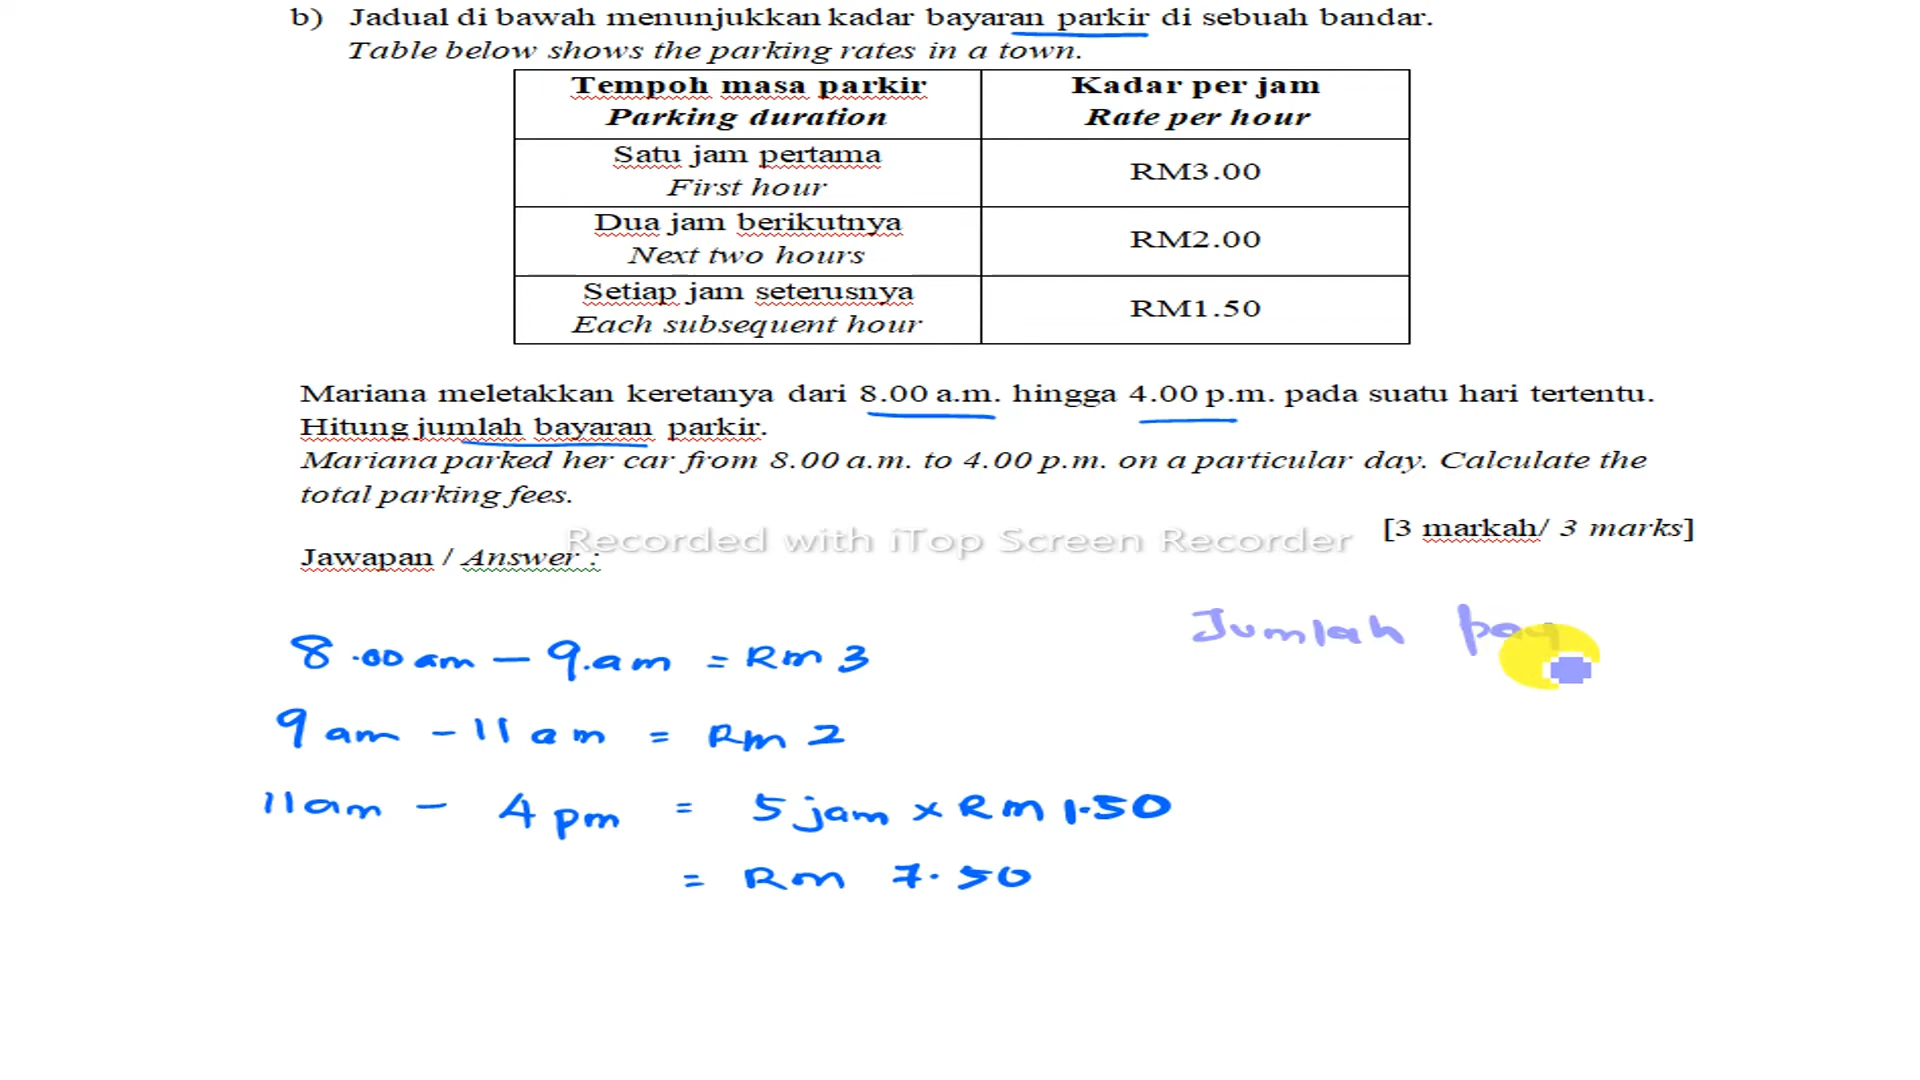 b) Jadual di bawah menunjukkan kadar bayaran parkir di sebuah bandar.
Table below shows the parking rates in a town.
Tempoh masa parkir
Parking duration
Kadar per jam
Rate per hour
Satu jam pertama
First hour
RM3.00
Dua jam berikutnya
Next two hours
RM2.00
Setiap jam seterusnya
Each subsequent hour
RM1.50
Mariana meletakkan keretanya dari 8.00 a.m. hingga 4.00 p.m. pada suatu hari tertentu.
Hitung jumlah bayaran parkir.
Mariana parked her car from 8.00 a.m. to 4.00 p.m. on a particular day. Calculate the
total parking fees.
[3 markah/ 3 marks]
Recorded with iTop Screen Recorder
Jawapan / Answer :
Jumlah
8.00 am - 9.am = Rm 3
9 am - 11 am = Rm 2
11am - 4 pm = 5 jam x Rm 1.50
= Rm 7.50